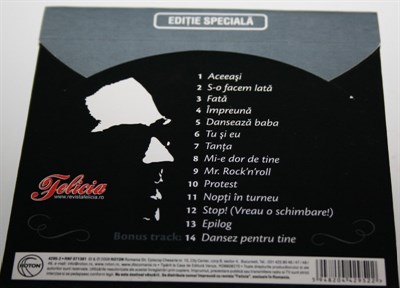 EDIȚIE SPECIALĂ
1 Aceeași
2 S-o facem lată
3 Fată
4 Împreună
5 Dansează baba
6 Tu și eu
7 Tanța
8 Mi-e dor de tine
9 Mr. Rock'n'roll
10 Protest
11 Nopți în turneu
12 Stop! (Vreau o schimbare!)
13 Epilog
Bonus track: 14 Dansez pentru tine
Felicia
www.revistafelicia.ro
ROTON